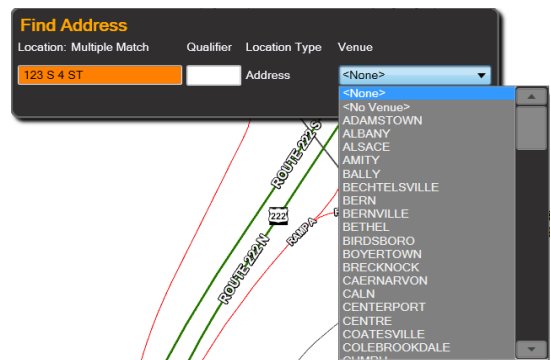 Find Address
Location: Multiple Match Qualifier Location Type Venue
123 S 4 ST Address <None>
<None>
<No Venue>
ADAMSTOWN
ALBANY
ALSACE
AMITY
BALLY
BECHTELSVILLE
BERN
BERNVILLE
BETHEL
BIRDSBORO
BOYERTOWN
BRECKNOCK
CAERNARVON
CALN
CENTERPORT
CENTRE
COATESVILLE
COLEBROOKDALE
ROUTE 222 S
222
RAMP A
ROUTE 222 N